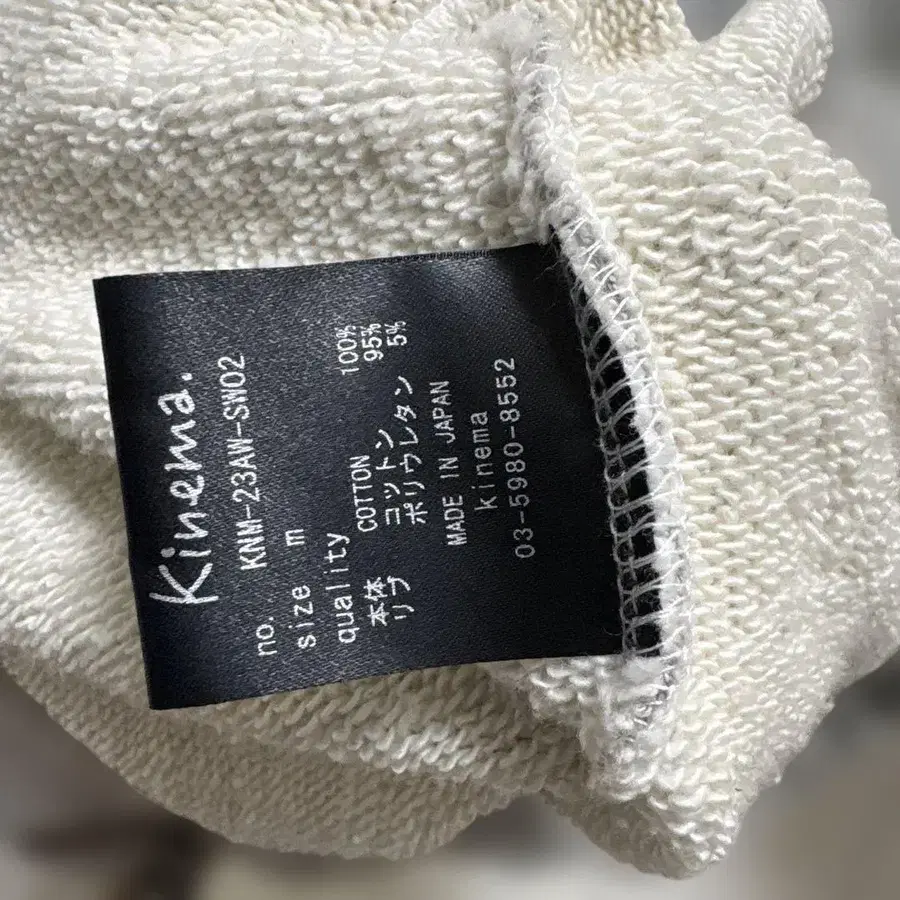 Kinema.
no. KNM-23AW-SW02
size m
quality
本体 COTTON 100%
リブ コットン 95%
ポリウレタン 5%
MADE IN JAPAN
kinema
03-5980-8552